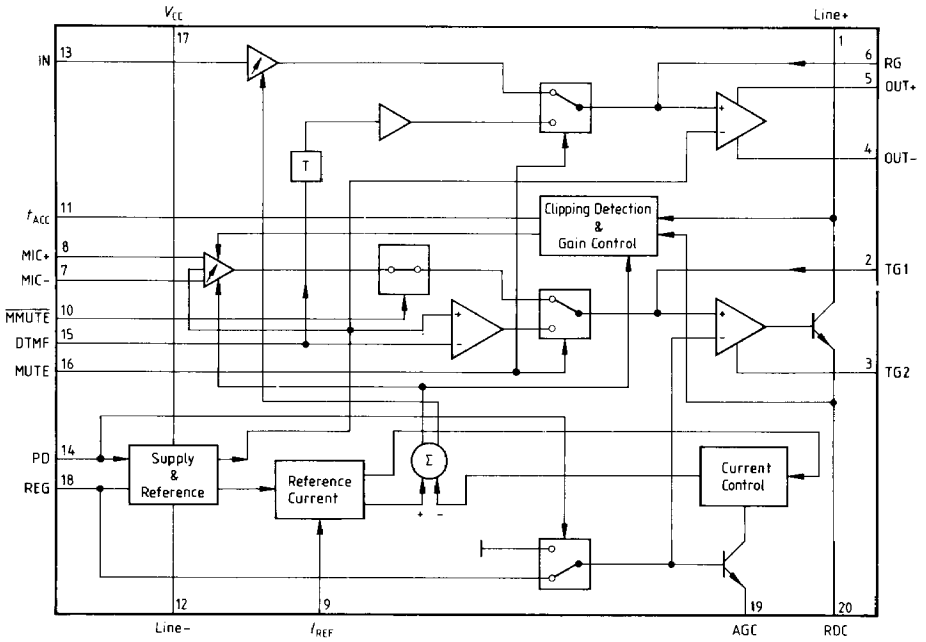 VCC
Line+
17
1
IN 13
6 RG
5 OUT+
+
-
4 OUT-
T
tACC 11
Clipping Detection
&
Gain Control
MIC+ 8
MIC- 7
2 TG1
MMUTE 10
+
+
DTMF 15
-
-
MUTE 16
3 TG2
PD 14
Supply
&
Reference
Σ
Current
Control
REG 18
Reference
Current
+ -
12
9
19
20
Line-
IREF
AGC
RDC